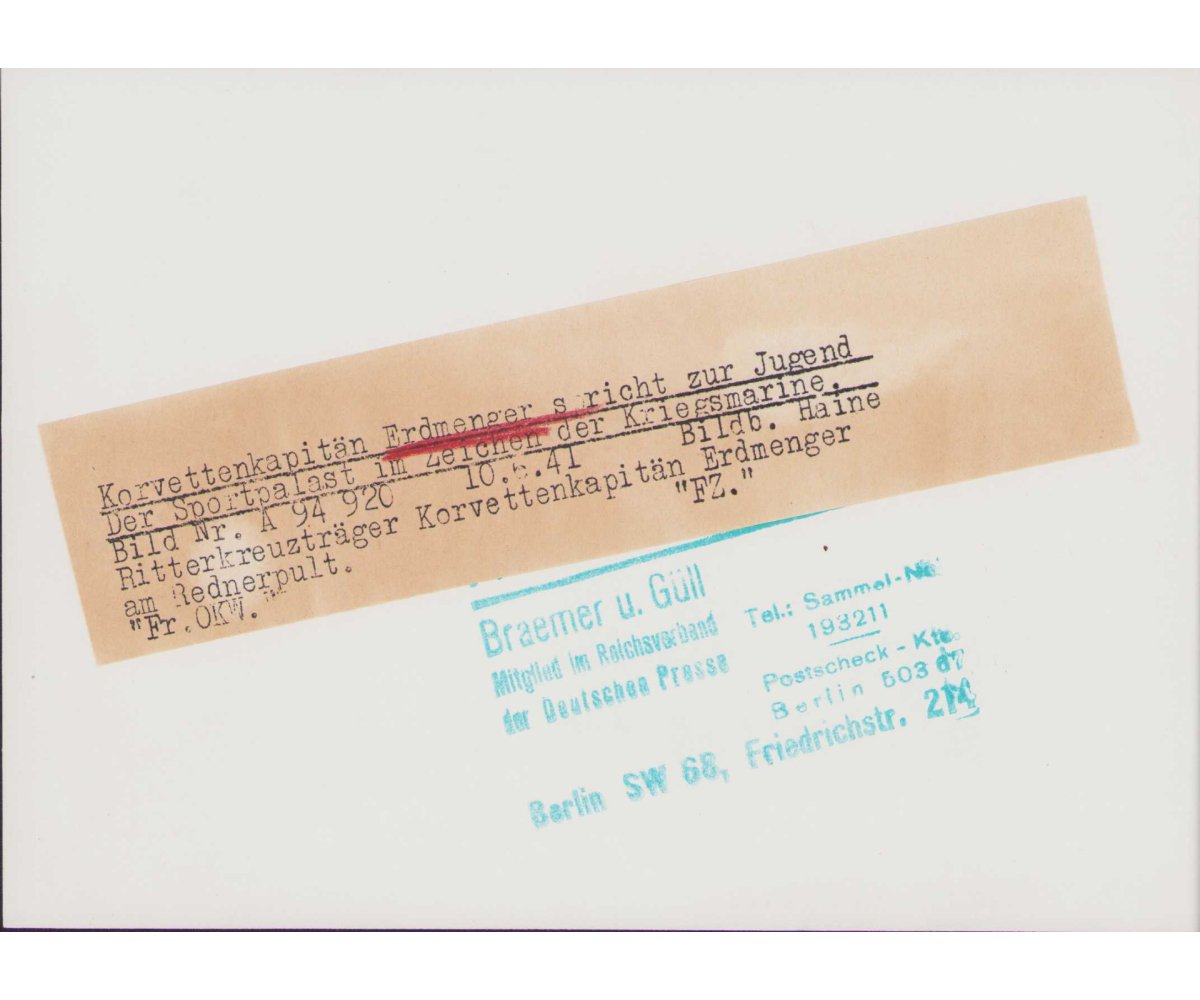 Korvettenkapitän Erdmenger spricht zur Jugend
Der Sportpalast im Zeichen der Kriegsmarine.
Bild Nr. A 94 920 10.5.41 Bildb. Haine
Ritterkreuzträger Korvettenkapitän Erdmenger
am Rednerpult.
"Fr.OKW." "FZ."
Braemer u. Güll
Mitglied im Reichsverband
der Deutschen Presse
Tel.: Sammel-Nr.
193211
Postscheck - Kto.
Berlin 503 67
Berlin SW 68, Friedrichstr. 214